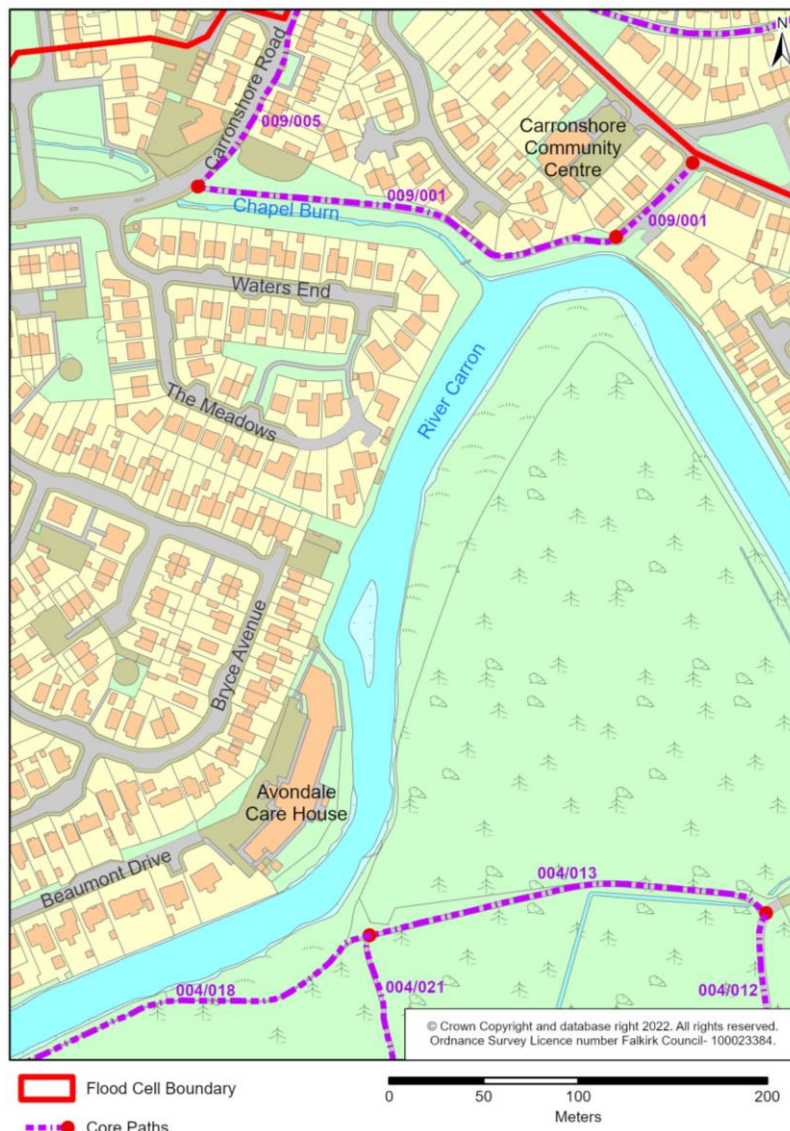 N
Carronshore Road
009/005
Carronshore
Community
Centre
009/001
009/001
Chapel Burn
Waters End
River Carron
The Meadows
Bryce Avenue
Avondale
Care House
Beaumont Drive
004/013
004/018
004/021
004/012
© Crown Copyright and database right 2022. All rights reserved.
Ordnance Survey Licence number Falkirk Council- 100023384.
Flood Cell Boundary
0 50 100 200
Meters
Core Paths